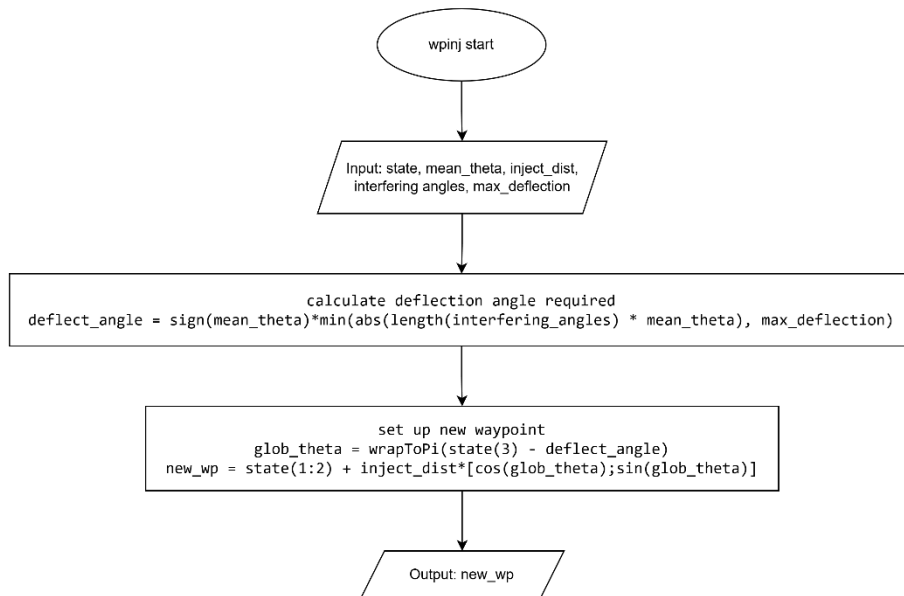 wpinj start
Input: state, mean_theta, inject_dist,
interfering angles, max_deflection
calculate deflection angle required
deflect_angle = sign(mean_theta)*min(abs(length(interfering_angles) * mean_theta), max_deflection)
set up new waypoint
glob_theta = wrapToPi(state(3) - deflect_angle)
new_wp = state(1:2) + inject_dist*[cos(glob_theta);sin(glob_theta)]
Output: new_wp